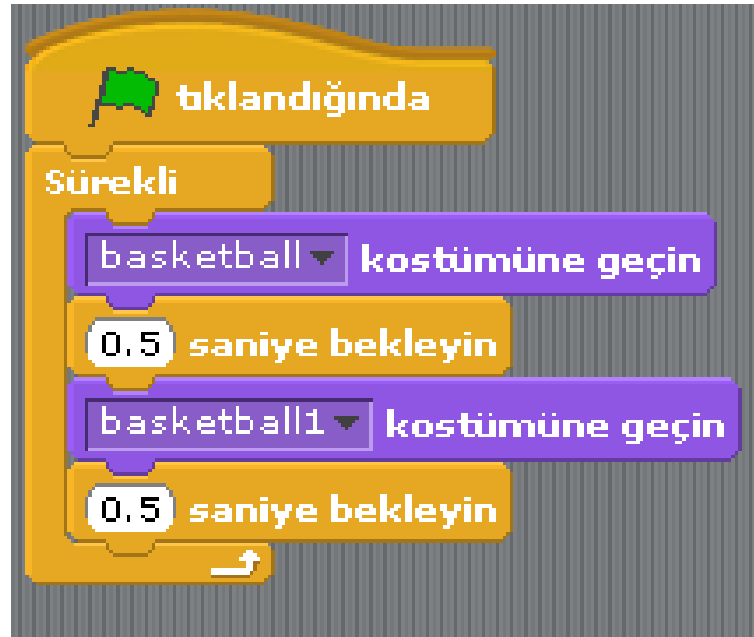 tıklandığında
Sürekli
basketball kostümüne geçin
0.5 saniye bekleyin
basketball1 kostümüne geçin
0.5 saniye bekleyin